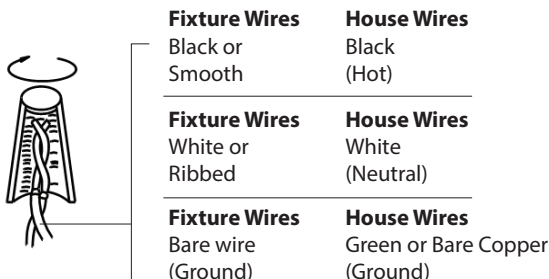 Fixture Wires House Wires
Black or Black
Smooth (Hot)
Fixture Wires House Wires
White or White
Ribbed (Neutral)
Fixture Wires House Wires
Bare wire Green or Bare Copper
(Ground) (Ground)